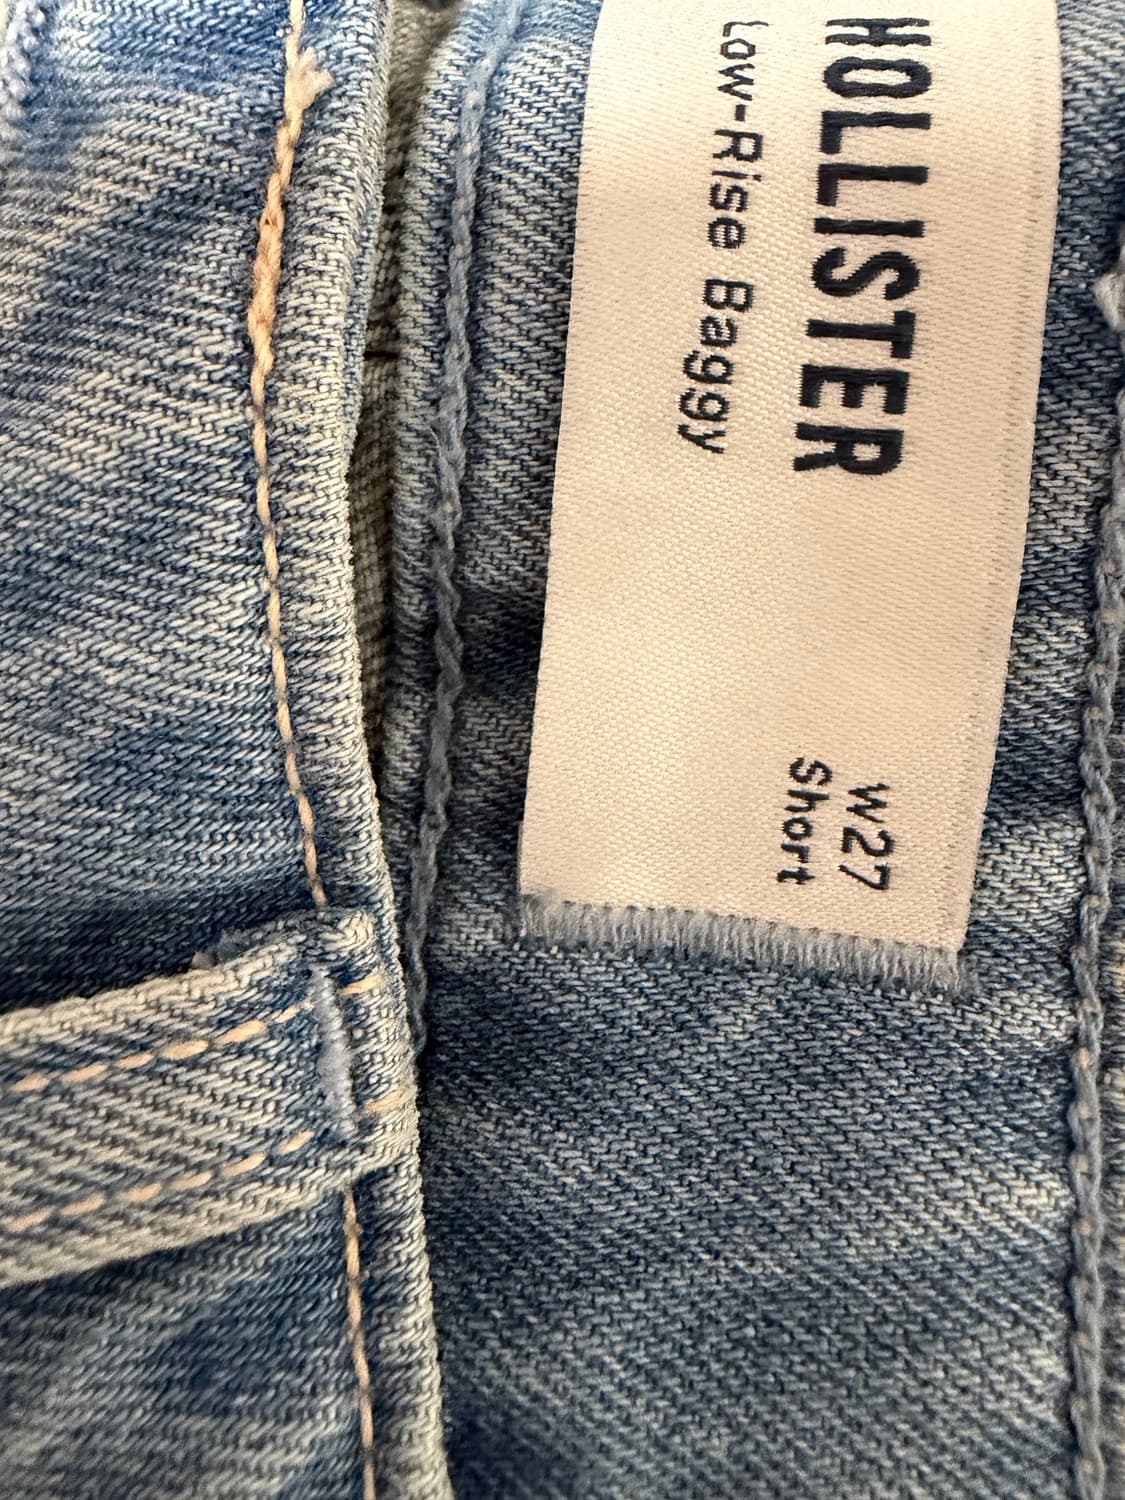 HOLLISTER
Low-Rise Baggy
W27
Short